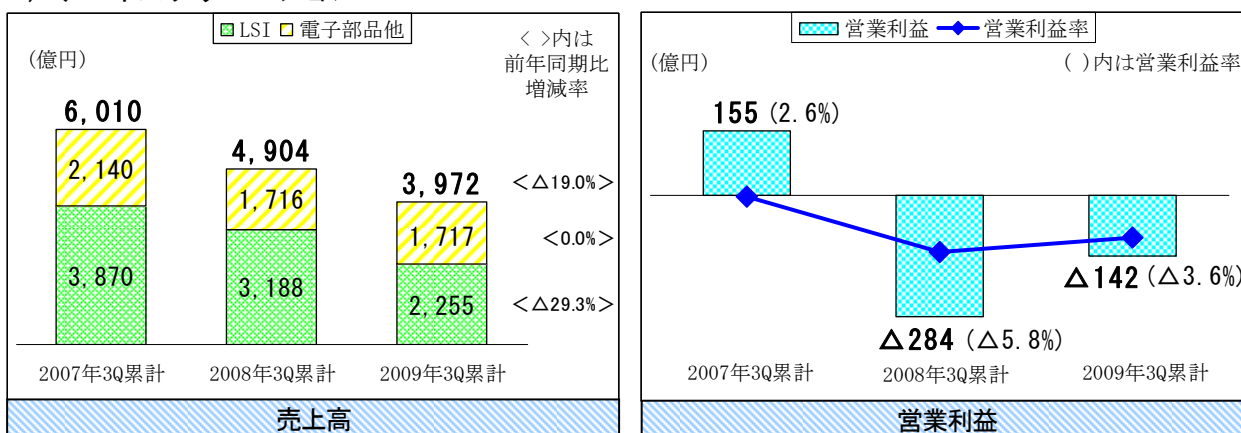 LSI 電子部品他
(億円)
< >内は
前年同期比
増減率
6,010
2,140
3,870
4,904
1,716
3,188
3,972
1,717
2,255
<△19.0%>
<0.0%>
<△29.3%>
2007年3Q累計 2008年3Q累計 2009年3Q累計
売上高
営業利益 営業利益率
(億円)
( )内は営業利益率
155 (2.6%)
△284 (△5.8%)
△142 (△3.6%)
2007年3Q累計 2008年3Q累計 2009年3Q累計
営業利益